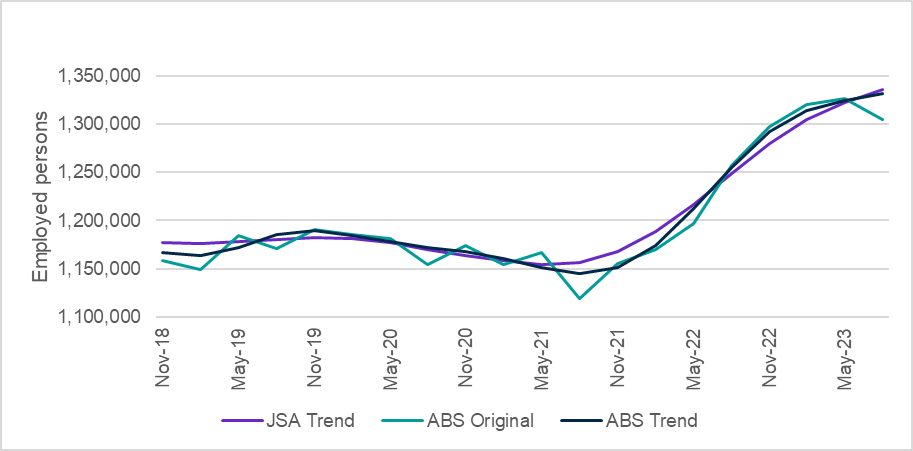 Employed persons
1,350,000
1,300,000
1,250,000
1,200,000
1,150,000
1,100,000
Nov-18
May-19
Nov-19
May-20
Nov-20
May-21
Nov-21
May-22
Nov-22
May-23
JSA Trend ABS Original ABS Trend